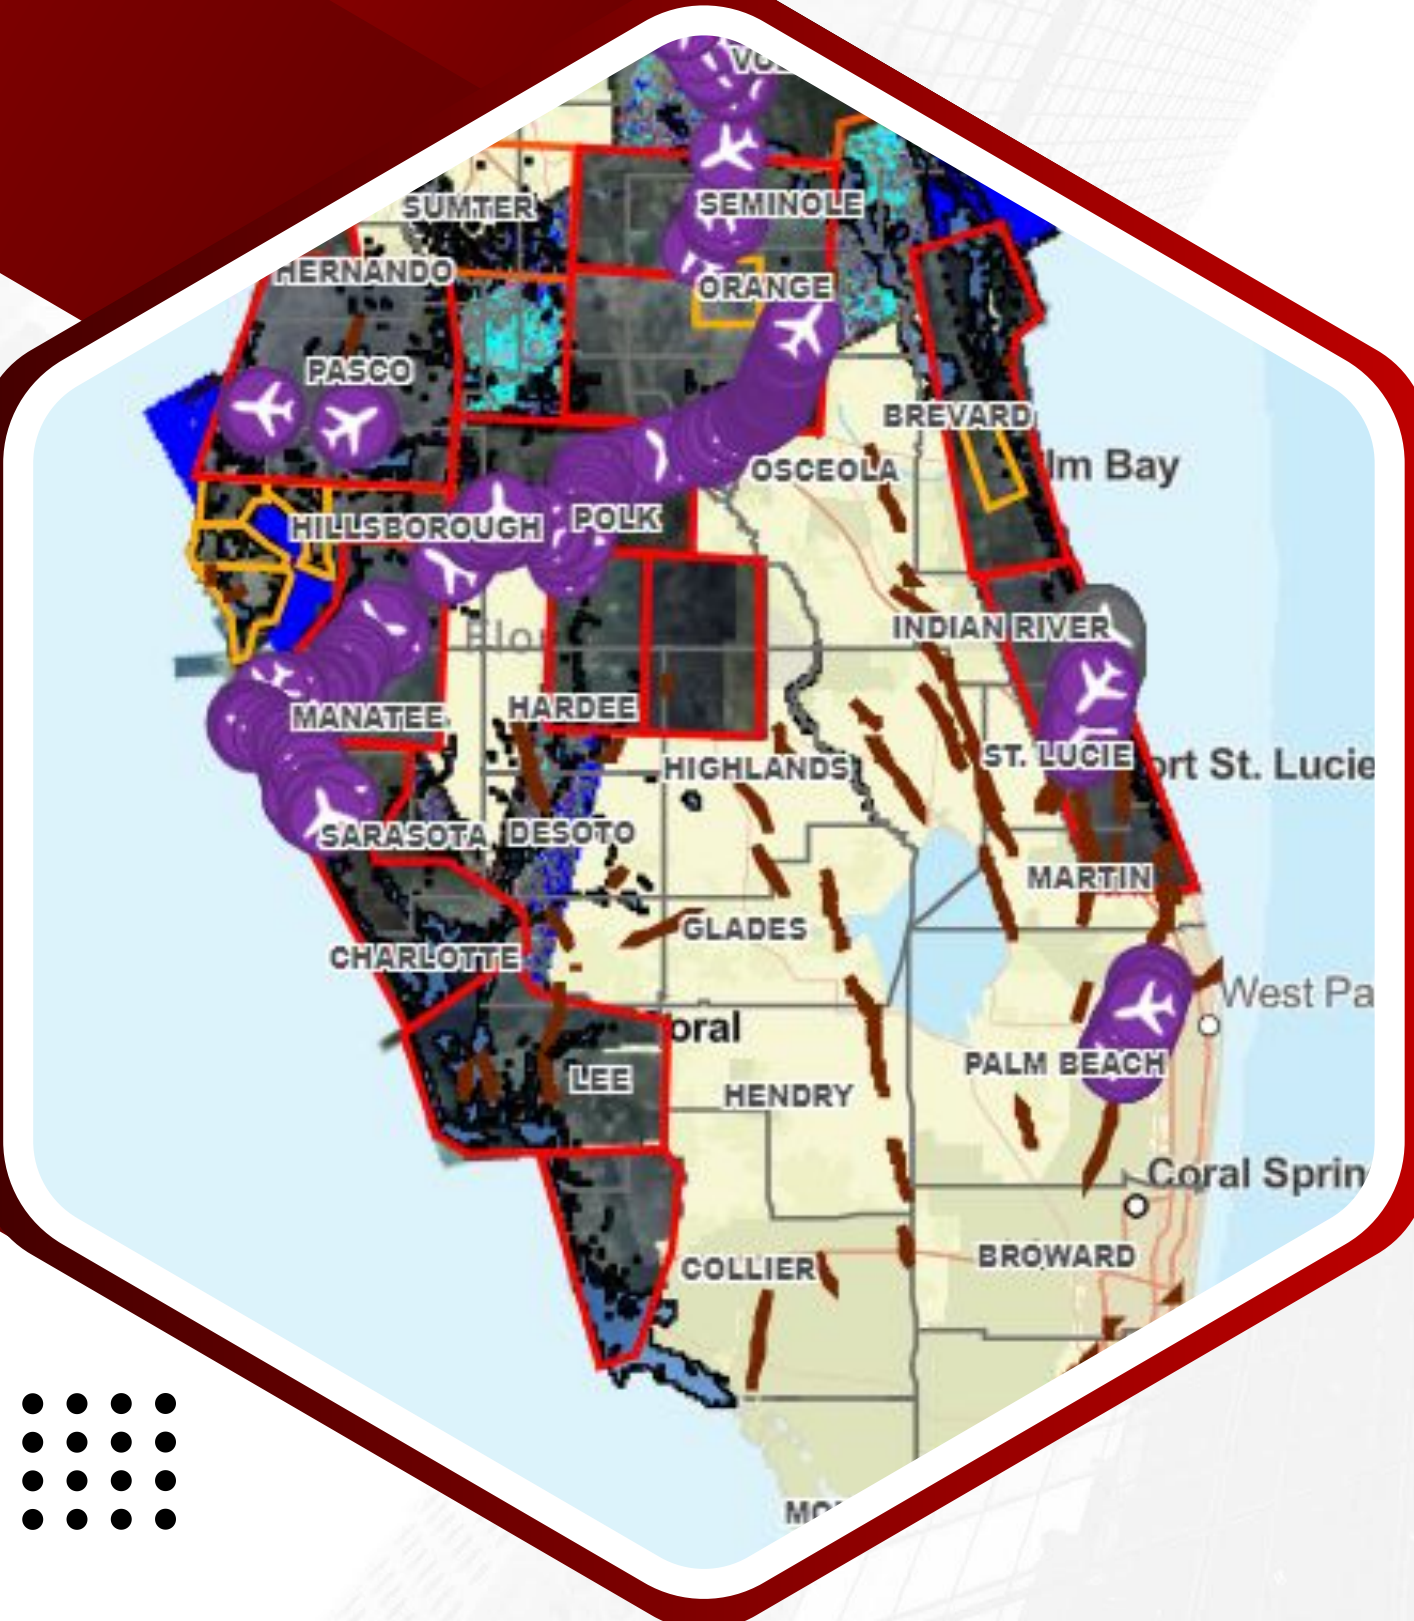 SUMTER
SEMINOLE
HERNANDO
ORANGE
PASCO
BREVARD
lm Bay
OSCEOLA
HILLSBOROUGH
POLK
INDIAN RIVER
MANATEE
HARDEE
ST. LUCIE
ort St. Lucie
HIGHLANDS
SARASOTA
DESOTO
MARTIN
GLADES
CHARLOTTE
West Pa
oral
PALM BEACH
LEE
HENDRY
Coral Sprin
BROWARD
COLLIER